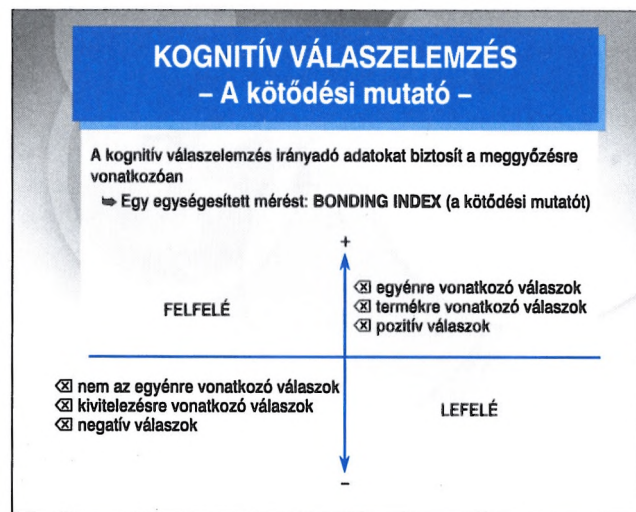 KOGNITÍV VÁLASZELEMZÉS
– A kötődési mutató –
A kognitív válaszelemzés irányadó adatokat biztosít a meggyőzésre
vonatkozóan
➥ Egy egységesített mérést: BONDING INDEX (a kötődési mutatót)
+
FELFELÉ
⌫ egyénre vonatkozó válaszok
⌫ termékre vonatkozó válaszok
⌫ pozitív válaszok
⌫ nem az egyénre vonatkozó válaszok
⌫ kivitelezésre vonatkozó válaszok
⌫ negatív válaszok
LEFELÉ
–